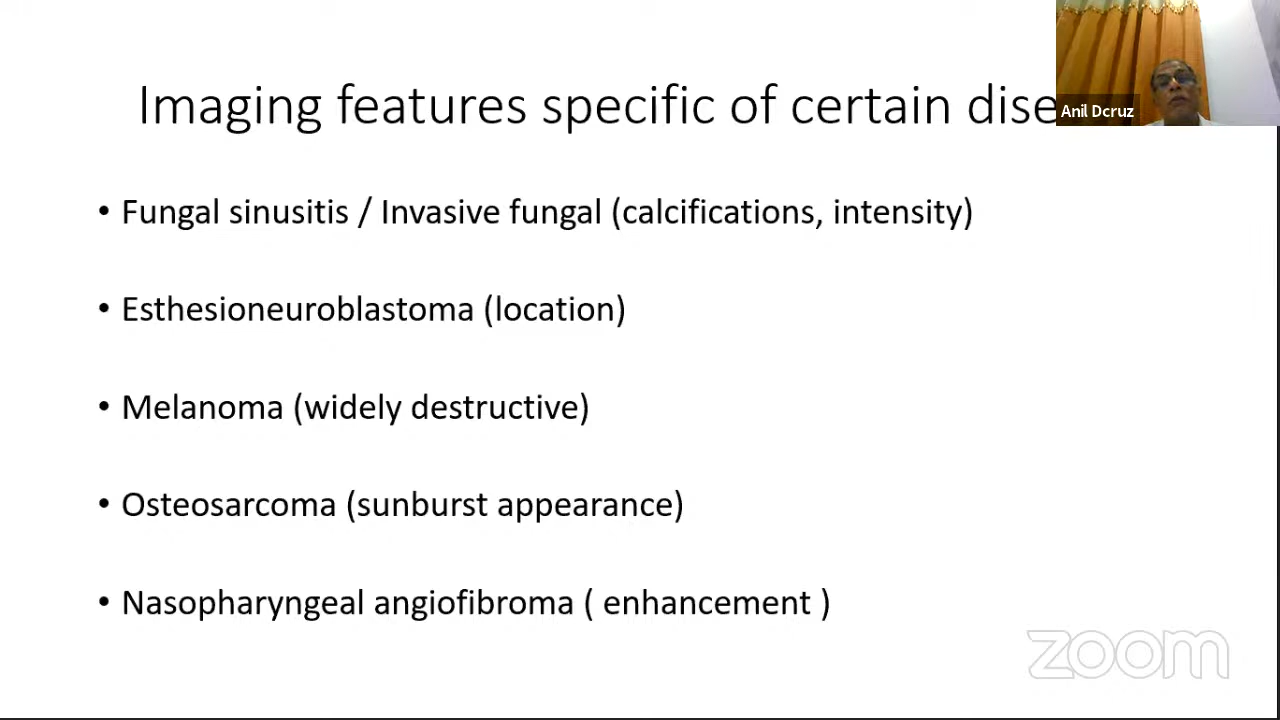 Imaging features specific of certain dise
Anil Dcruz
• Fungal sinusitis / Invasive fungal (calcifications, intensity)
• Esthesioneuroblastoma (location)
• Melanoma (widely destructive)
• Osteosarcoma (sunburst appearance)
• Nasopharyngeal angiofibroma ( enhancement )
zoom